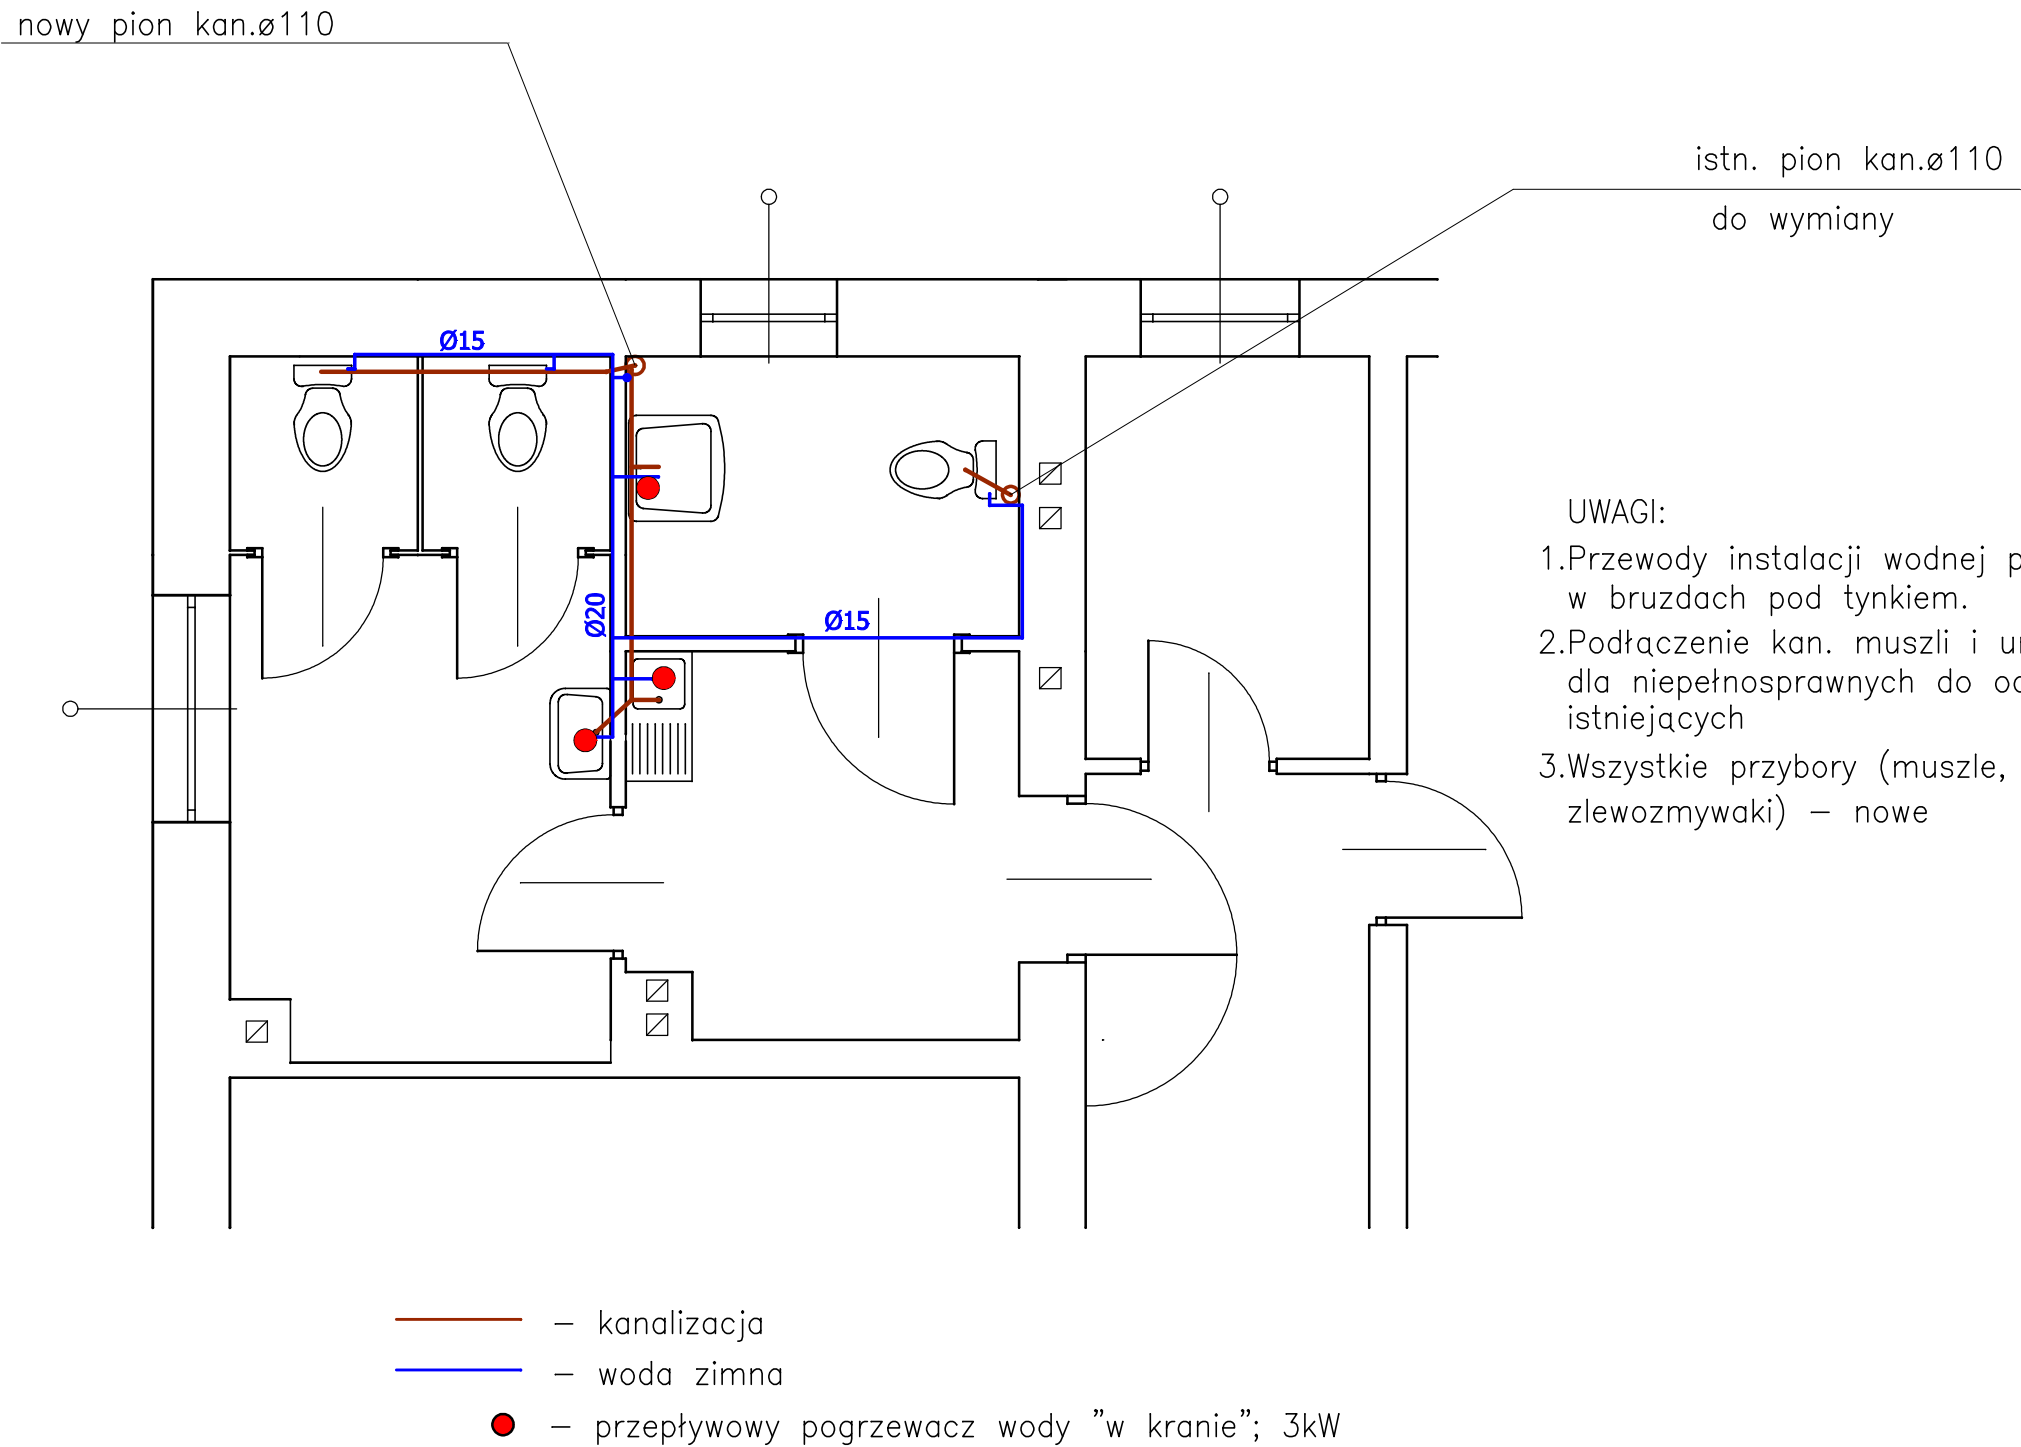 nowy pion kan.ø110
istn. pion kan.ø110
do wymiany
Ø15
Ø20
Ø15
UWAGI:
1.Przewody instalacji wodnej
w bruzdach pod tynkiem.
2.Podłączenie kan. muszli i
dla niepełnosprawnych do
istniejących
3.Wszystkie przybory (muszle,
zlewozmywaki) – nowe
– kanalizacja
– woda zimna
– przepływowy pogrzewacz wody "w kranie"; 3kW